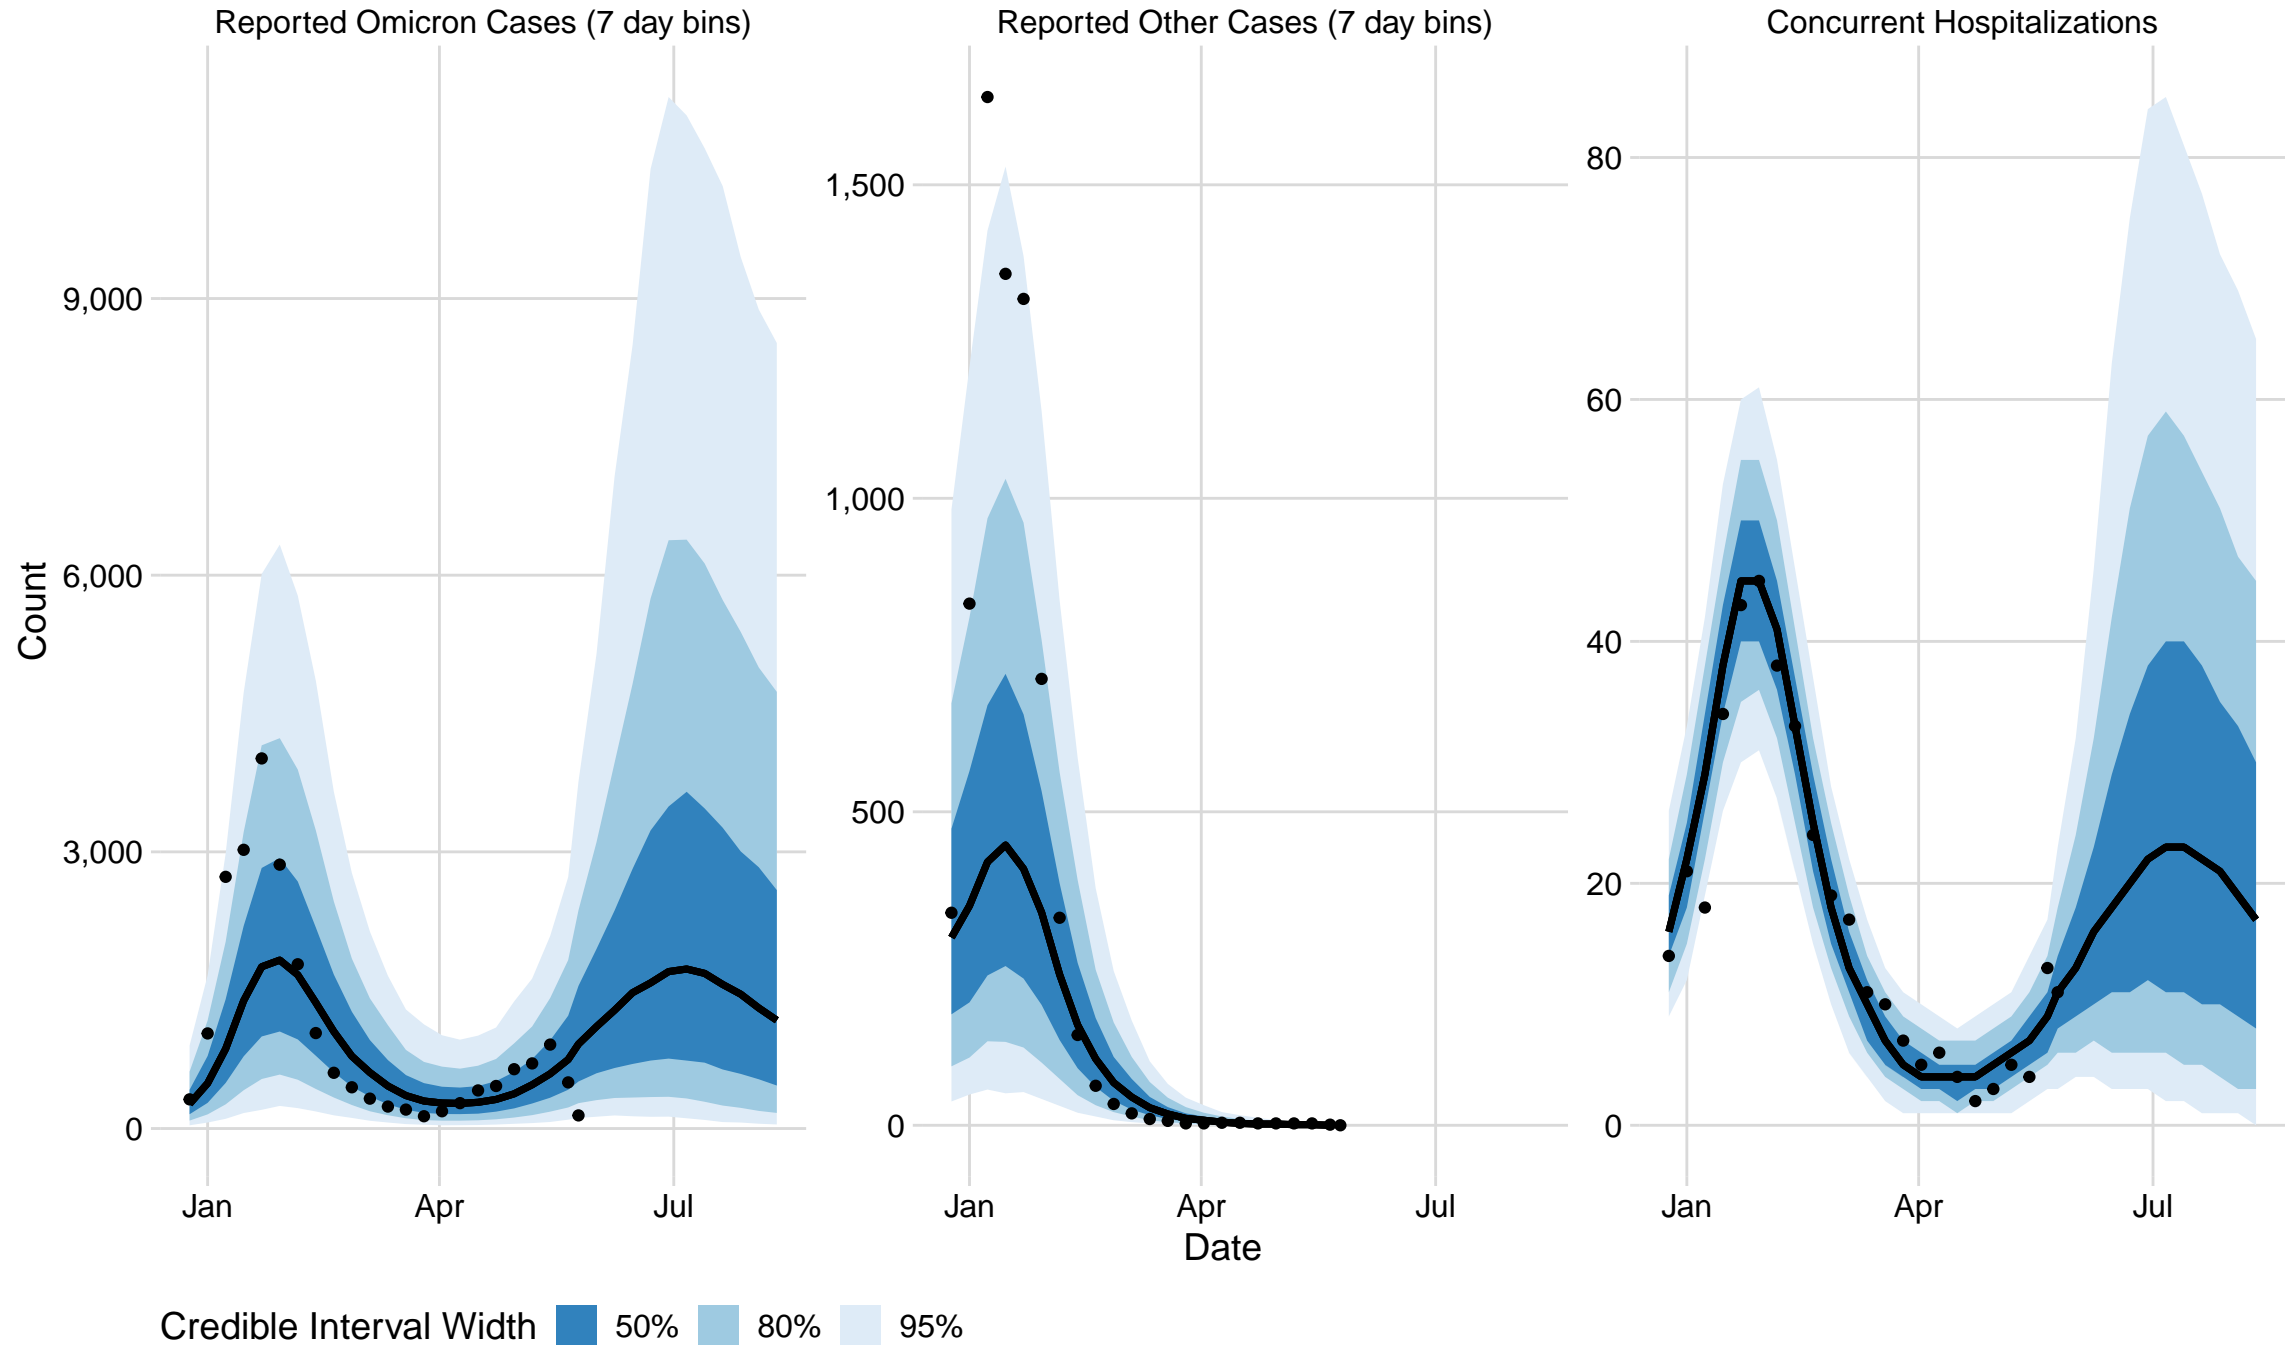 Reported Omicron Cases (7 day bins)
Reported Other Cases (7 day bins)
Concurrent Hospitalizations
Count
9,000
6,000
3,000
0
1,500
1,000
500
0
80
60
40
20
0
Jan
Apr
Jul
Jan
Apr
Jul
Jan
Apr
Jul
Date
Credible Interval Width
50%
80%
95%